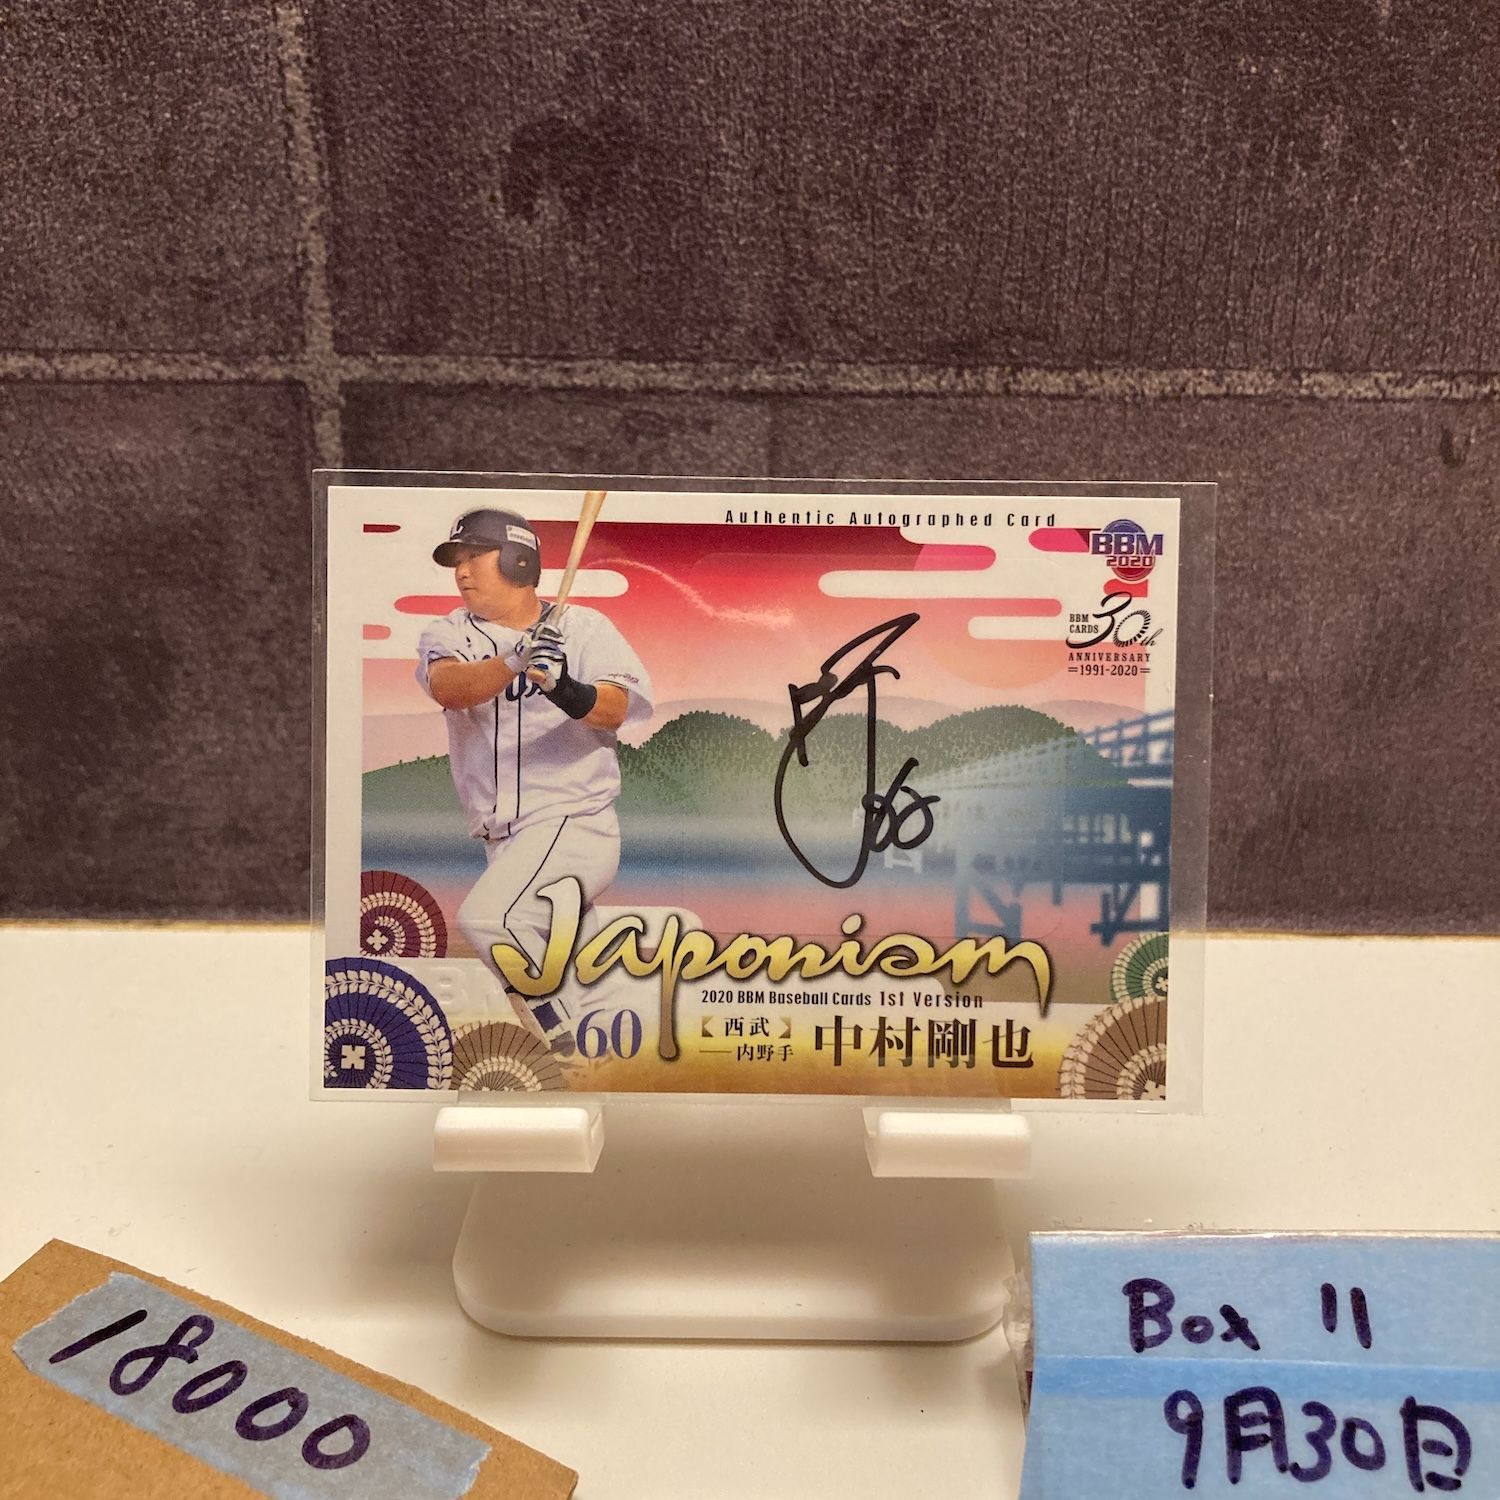 Authentic Autographed Card
BBM
2020
BBM
CARDS
30th
ANNIVERSARY
=1991-2020=
60
Japonism
2020 BBM Baseball Cards 1st Version
60
【西武】
内野手
中村剛也
18000
Box 11
9月30日